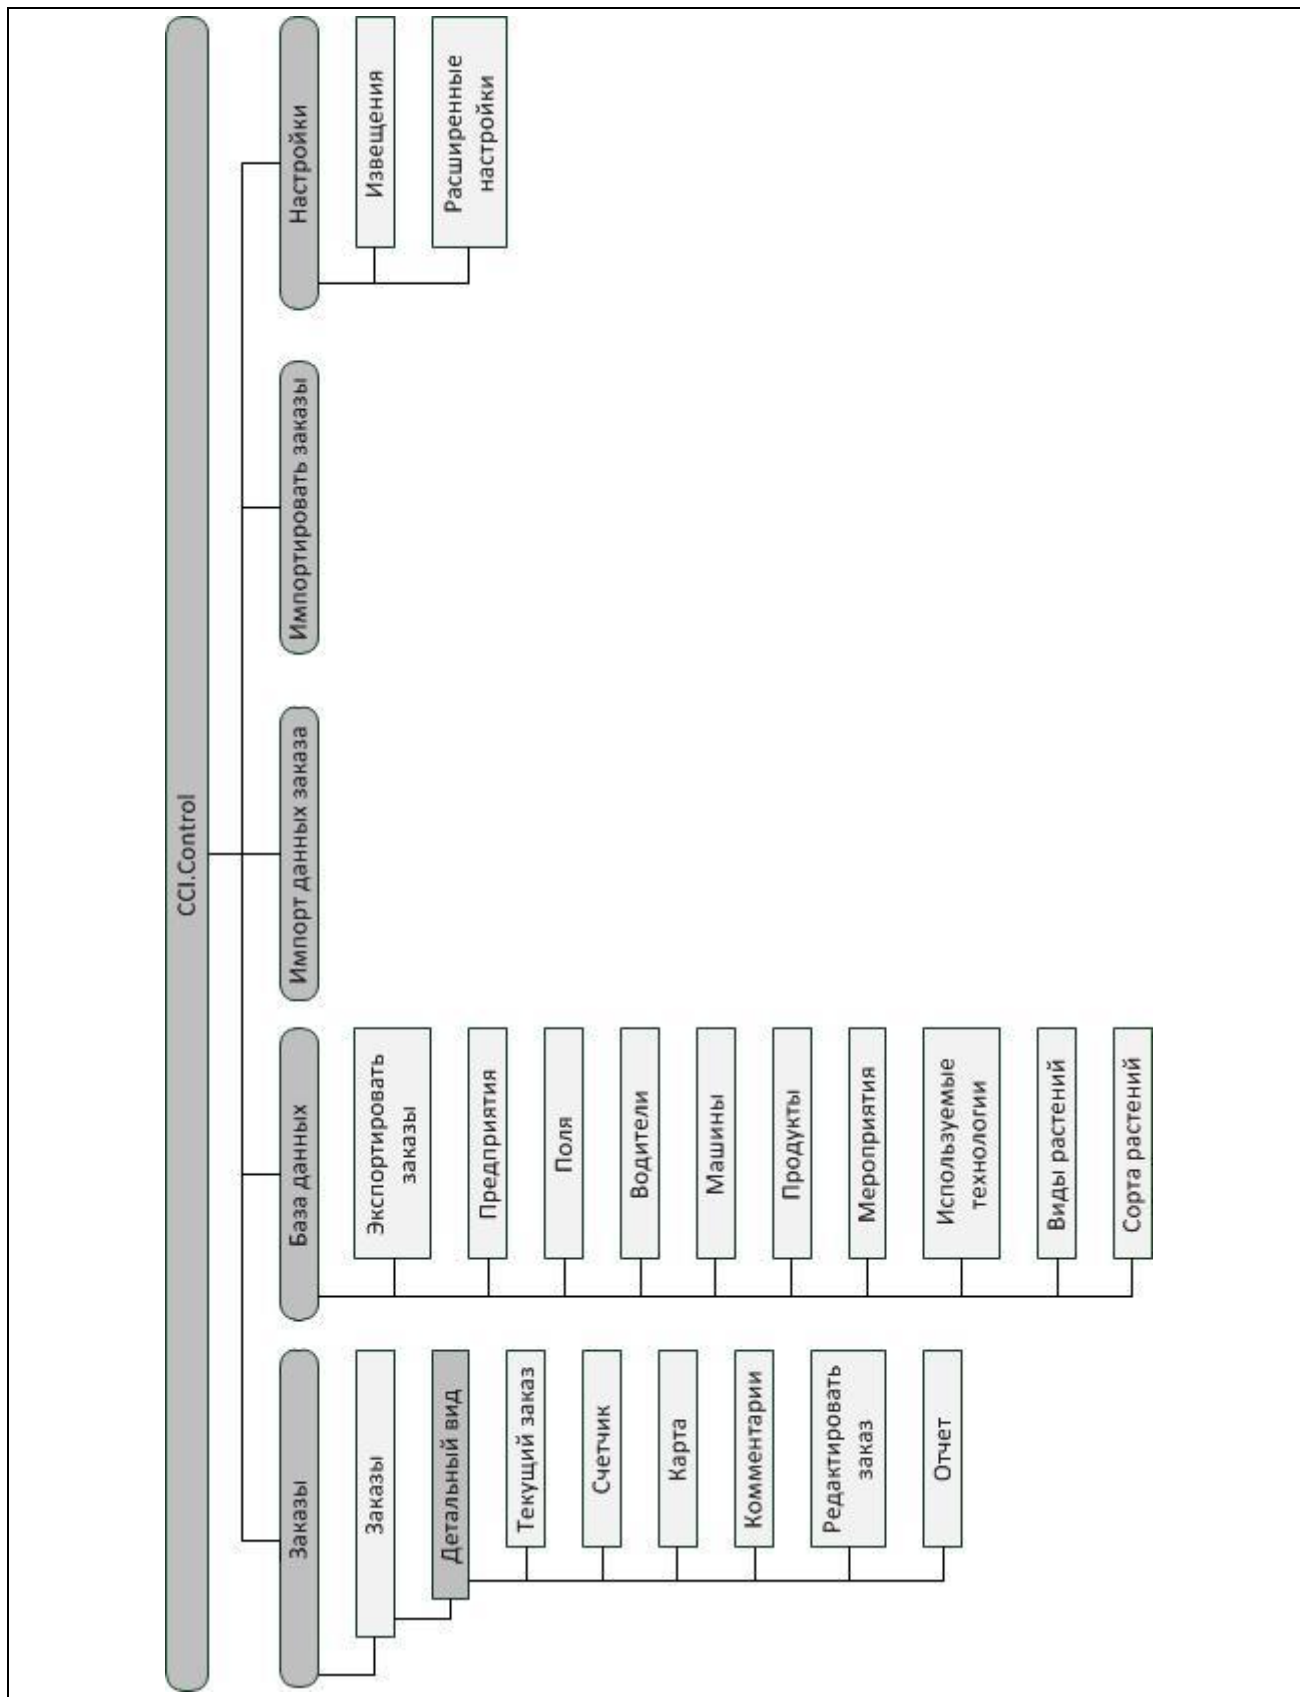 CCI.Control
Заказы
База данных
Импорт данных заказа
Импортировать заказы
Настройки
Заказы
Детальный вид
Текущий заказ
Счетчик
Карта
Комментарии
Редактировать
заказ
Отчет
Экспортировать
заказы
Предприятия
Поля
Водители
Машины
Продукты
Мероприятия
Используемые
технологии
Виды растений
Сорта растений
Извещения
Расширенные
настройки